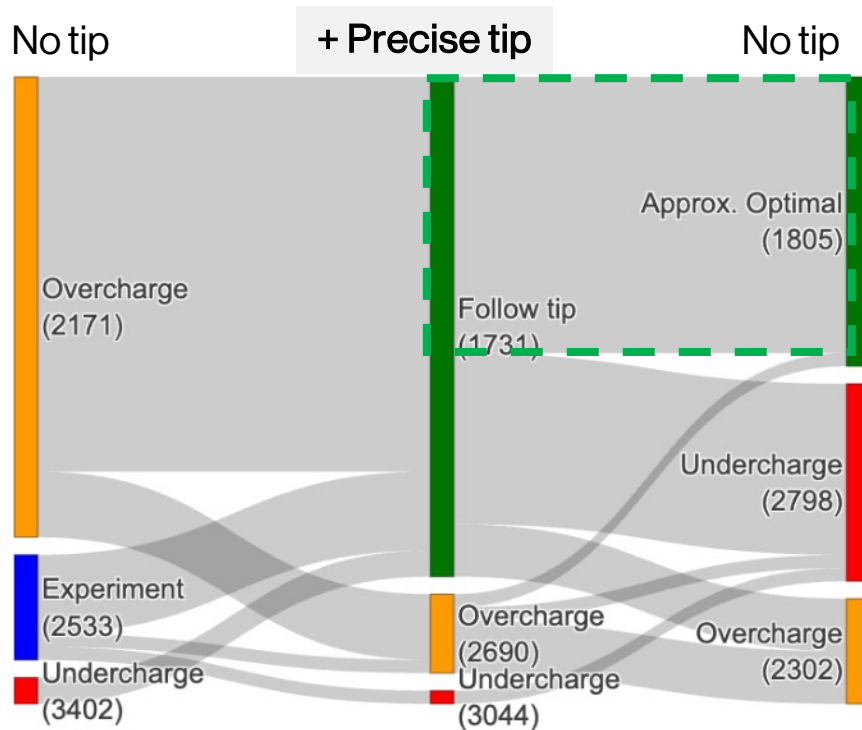 No tip
+ Precise tip
No tip
Overcharge
(2171)
Experiment
(2533)
Undercharge
(3402)
Follow tip
(1731)
Overcharge
(2690)
Undercharge
(3044)
Approx. Optimal
(1805)
Undercharge
(2798)
Overcharge
(2302)